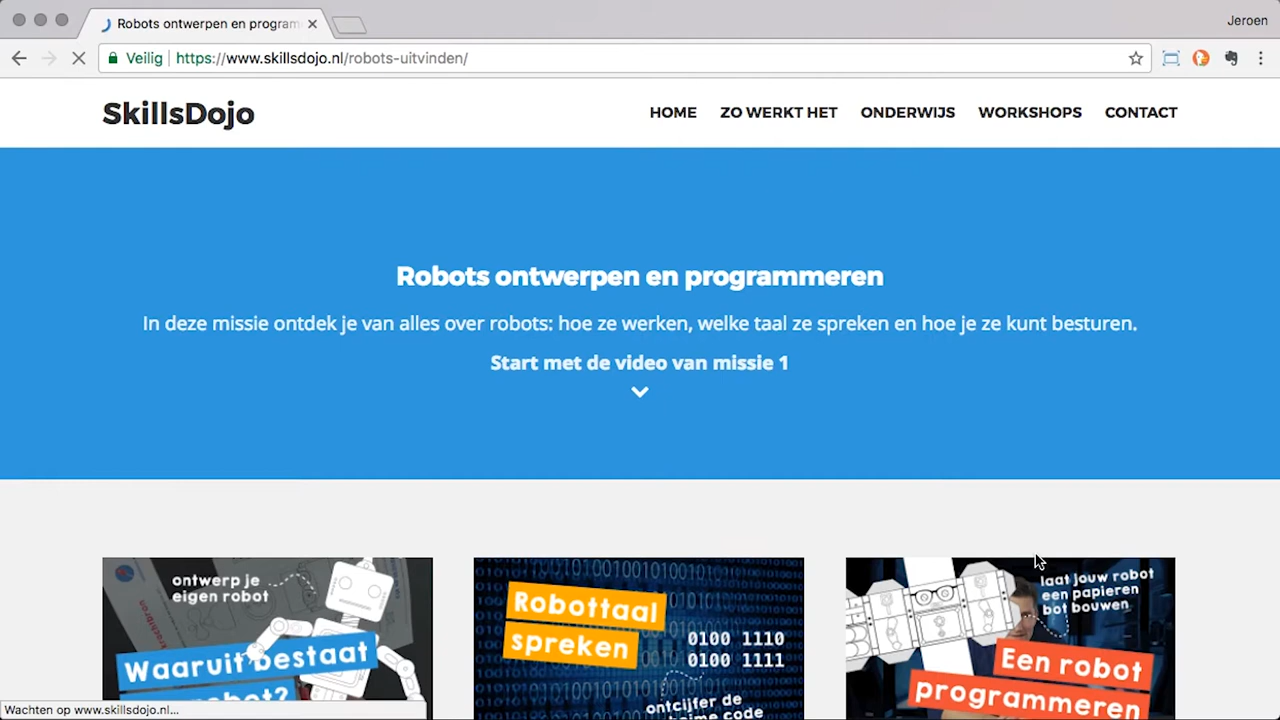 Robots ontwerpen en program
Jeroen
Veilig https://www.skillsdojo.nl/robots-uitvinden/
SkillsDojo
HOME ZO WERKT HET ONDERWIJS WORKSHOPS CONTACT
Robots ontwerpen en programmeren
In deze missie ontdek je van alles over robots: hoe ze werken, welke taal ze spreken en hoe je ze kunt besturen.
Start met de video van missie 1
ontwerp je
eigen robot
Waaruit bestaat
robot?
Robottaal
spreken
0100 1110
0100 1111
ontcijfer de
code
laat jouw robot
een papieren
bot bouwen
Een robot
programmeren
Wachten op www.skillsdojo.nl...